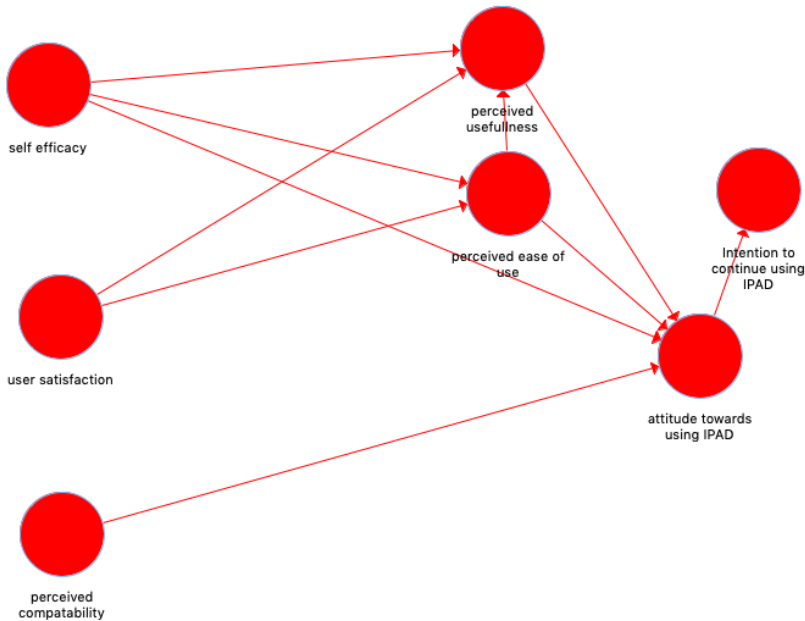 self efficacy
perceived
usefullness
perceived ease of
use
Intention to
continue using
IPAD
user satisfaction
attitude towards
using IPAD
perceived
compatability